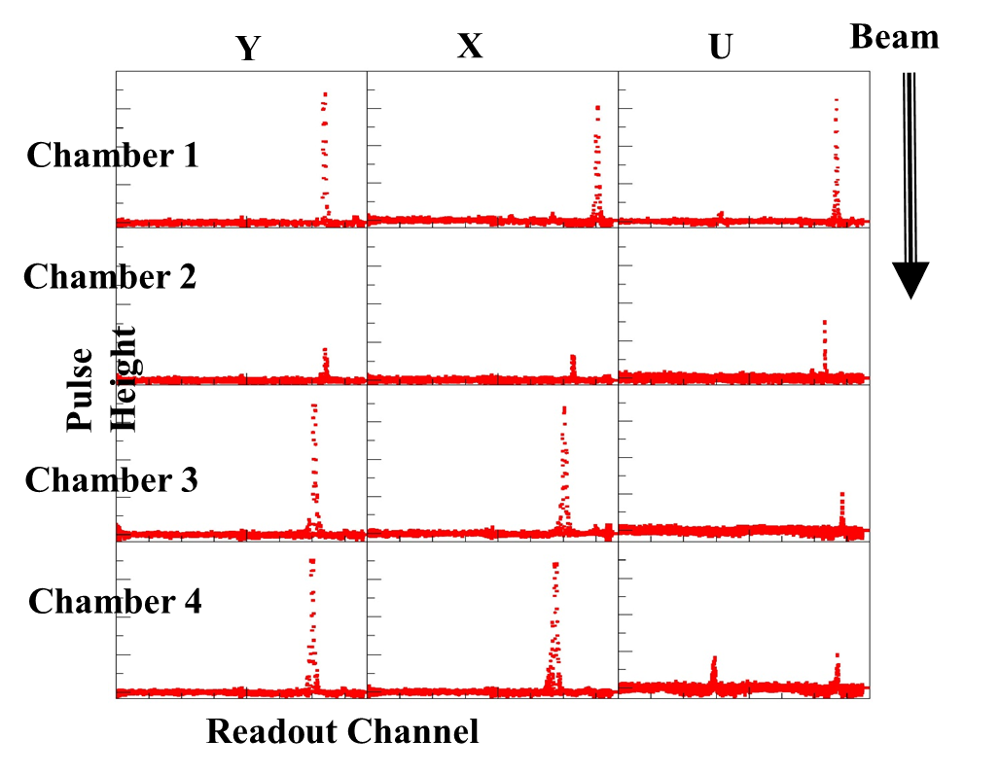 Y X U Beam
Chamber 1
Chamber 2
Pulse
Height
Chamber 3
Chamber 4
Readout Channel